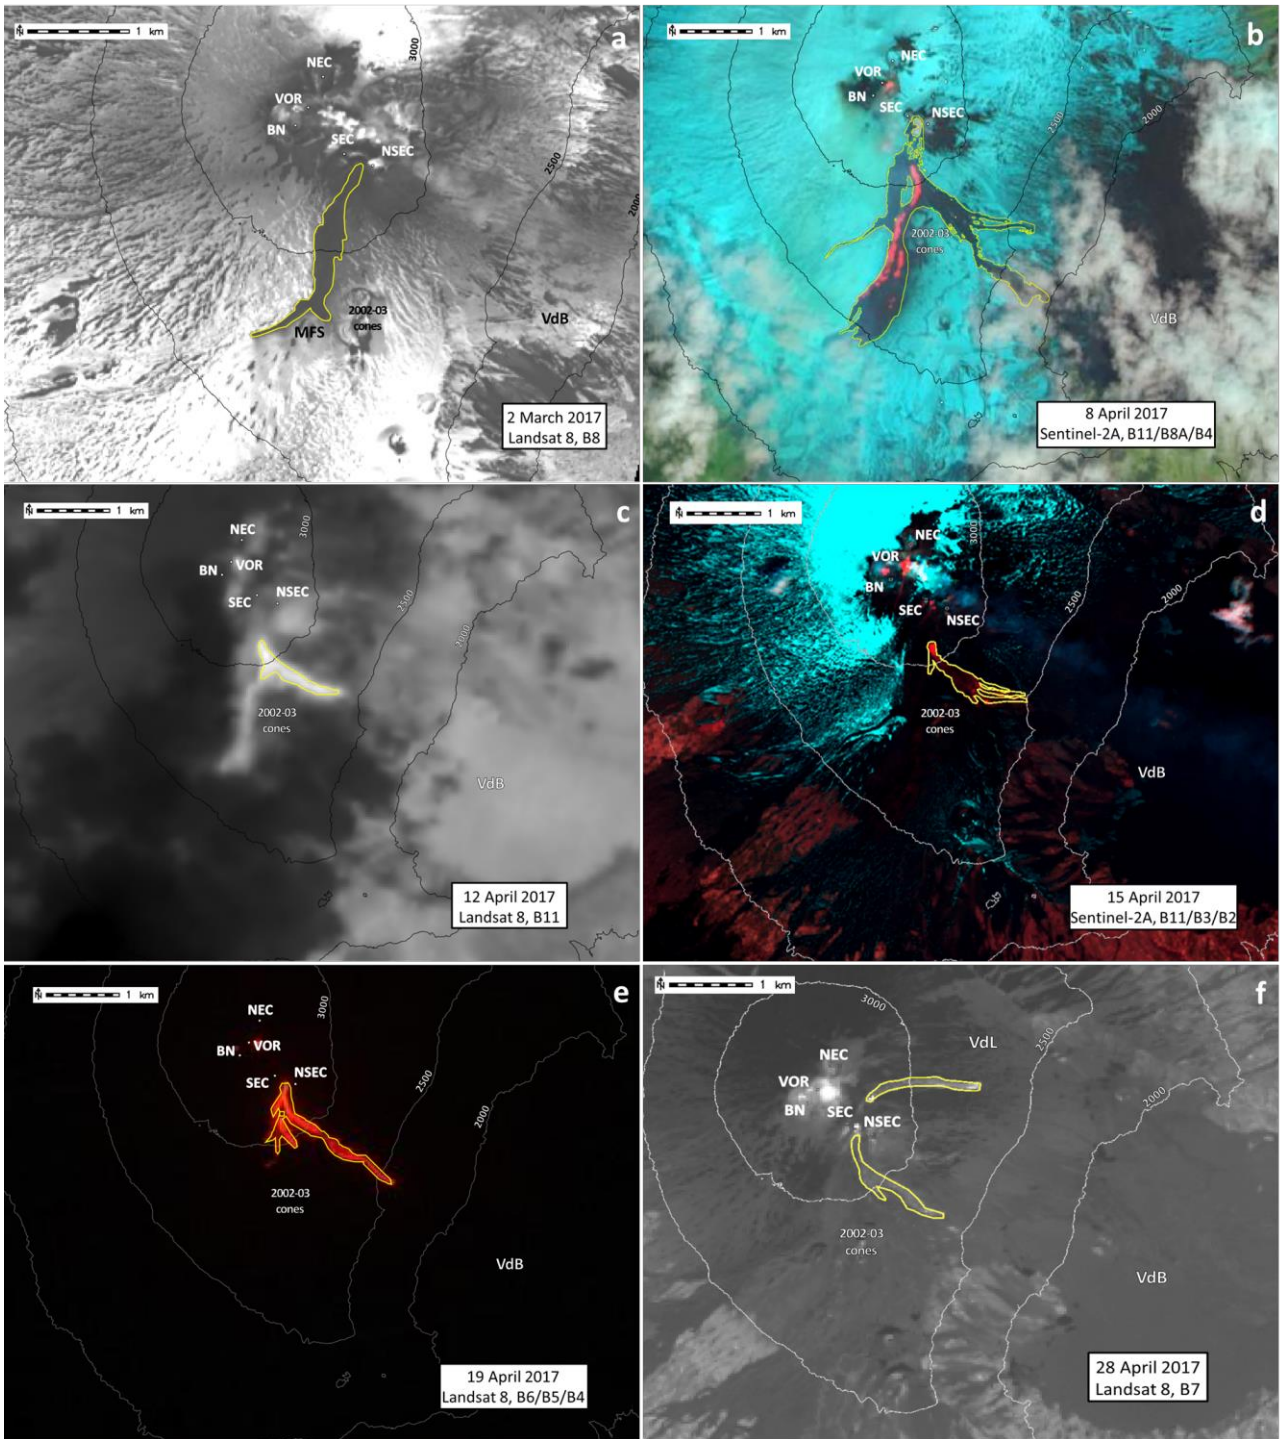 N 1 km
a
3000
NEC
VOR
BN
SEC
NSEC
2500
2002-03
cones
MFS
VdB
2 March 2017
Landsat 8, B8
N 1 km
b
NEC
VOR
BN
SEC
NSEC
2500
2000
2002-03
cones
VdB
8 April 2017
Sentinel-2A, B11/B8A/B4
N 1 km
c
NEC
3000
VOR
BN
SEC
NSEC
2500
2002-03
cones
VdB
12 April 2017
Landsat 8, B11
N 1 km
d
NEC
3000
VOR
BN
SEC
NSEC
2500
2000
2002-03
cones
VdB
15 April 2017
Sentinel-2A, B11/B3/B2
N 1 km
e
NEC
3000
BN
VOR
SEC
NSEC
2500
2000
2002-03
cones
VdB
19 April 2017
Landsat 8, B6/B5/B4
N 1 km
f
3000
VdL
2500
NEC
VOR
BN
SEC
NSEC
2000
2002-03
cones
VdB
28 April 2017
Landsat 8, B7